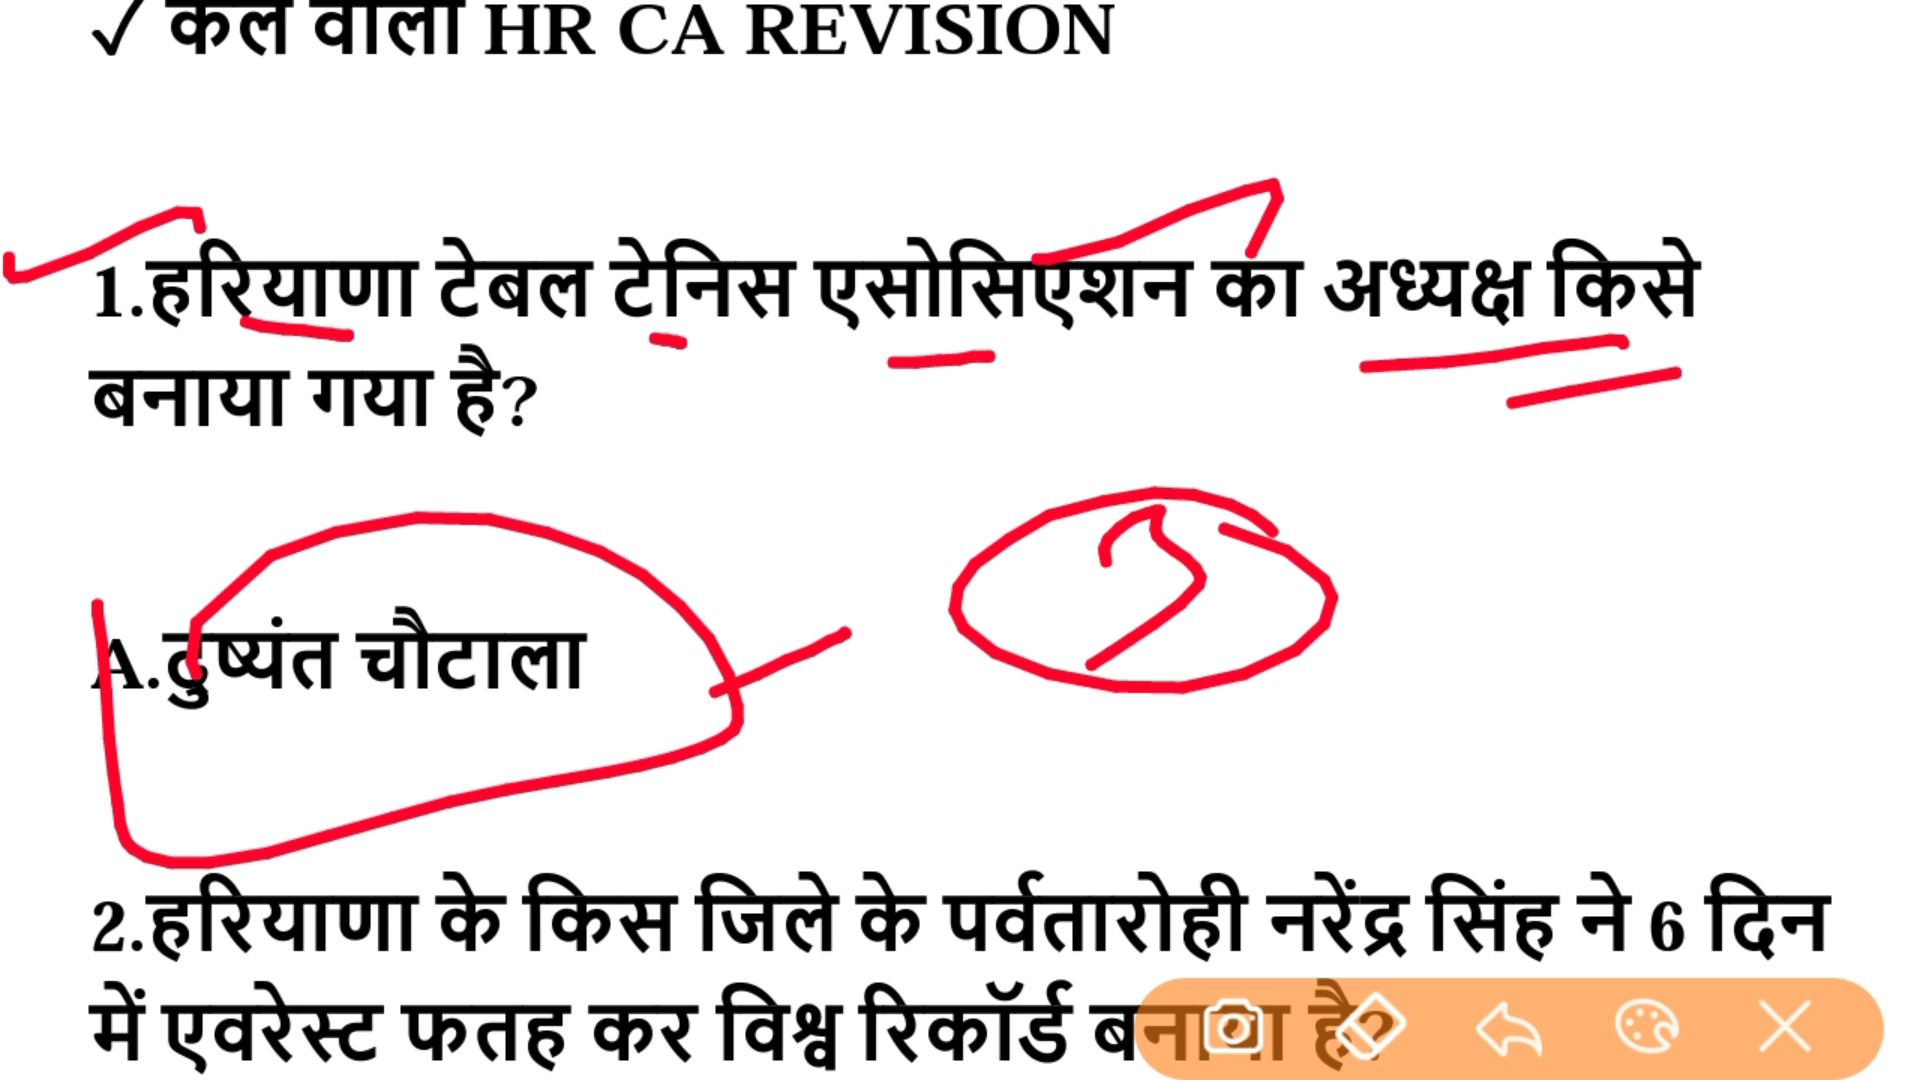 ✓ कल वाला HR CA REVISION
1.हरियाणा टेबल टेनिस एसोसिएशन का अध्यक्ष किसे
बनाया गया है?
A.दुष्यंत चौटाला
2.हरियाणा के किस जिले के पर्वतारोही नरेंद्र सिंह ने 6 दिन
में एवरेस्ट फतह कर विश्व रिकॉर्ड बनाया है?